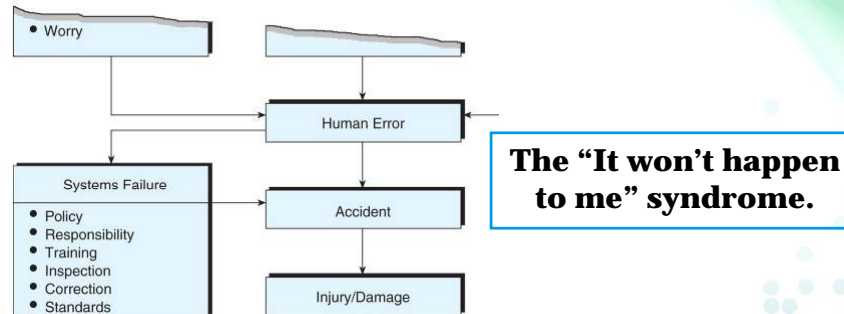 • Worry
Human Error
Systems Failure
• Policy
• Responsibility
• Training
• Inspection
• Correction
• Standards
Accident
Injury/Damage
The “It won’t happen
to me” syndrome.